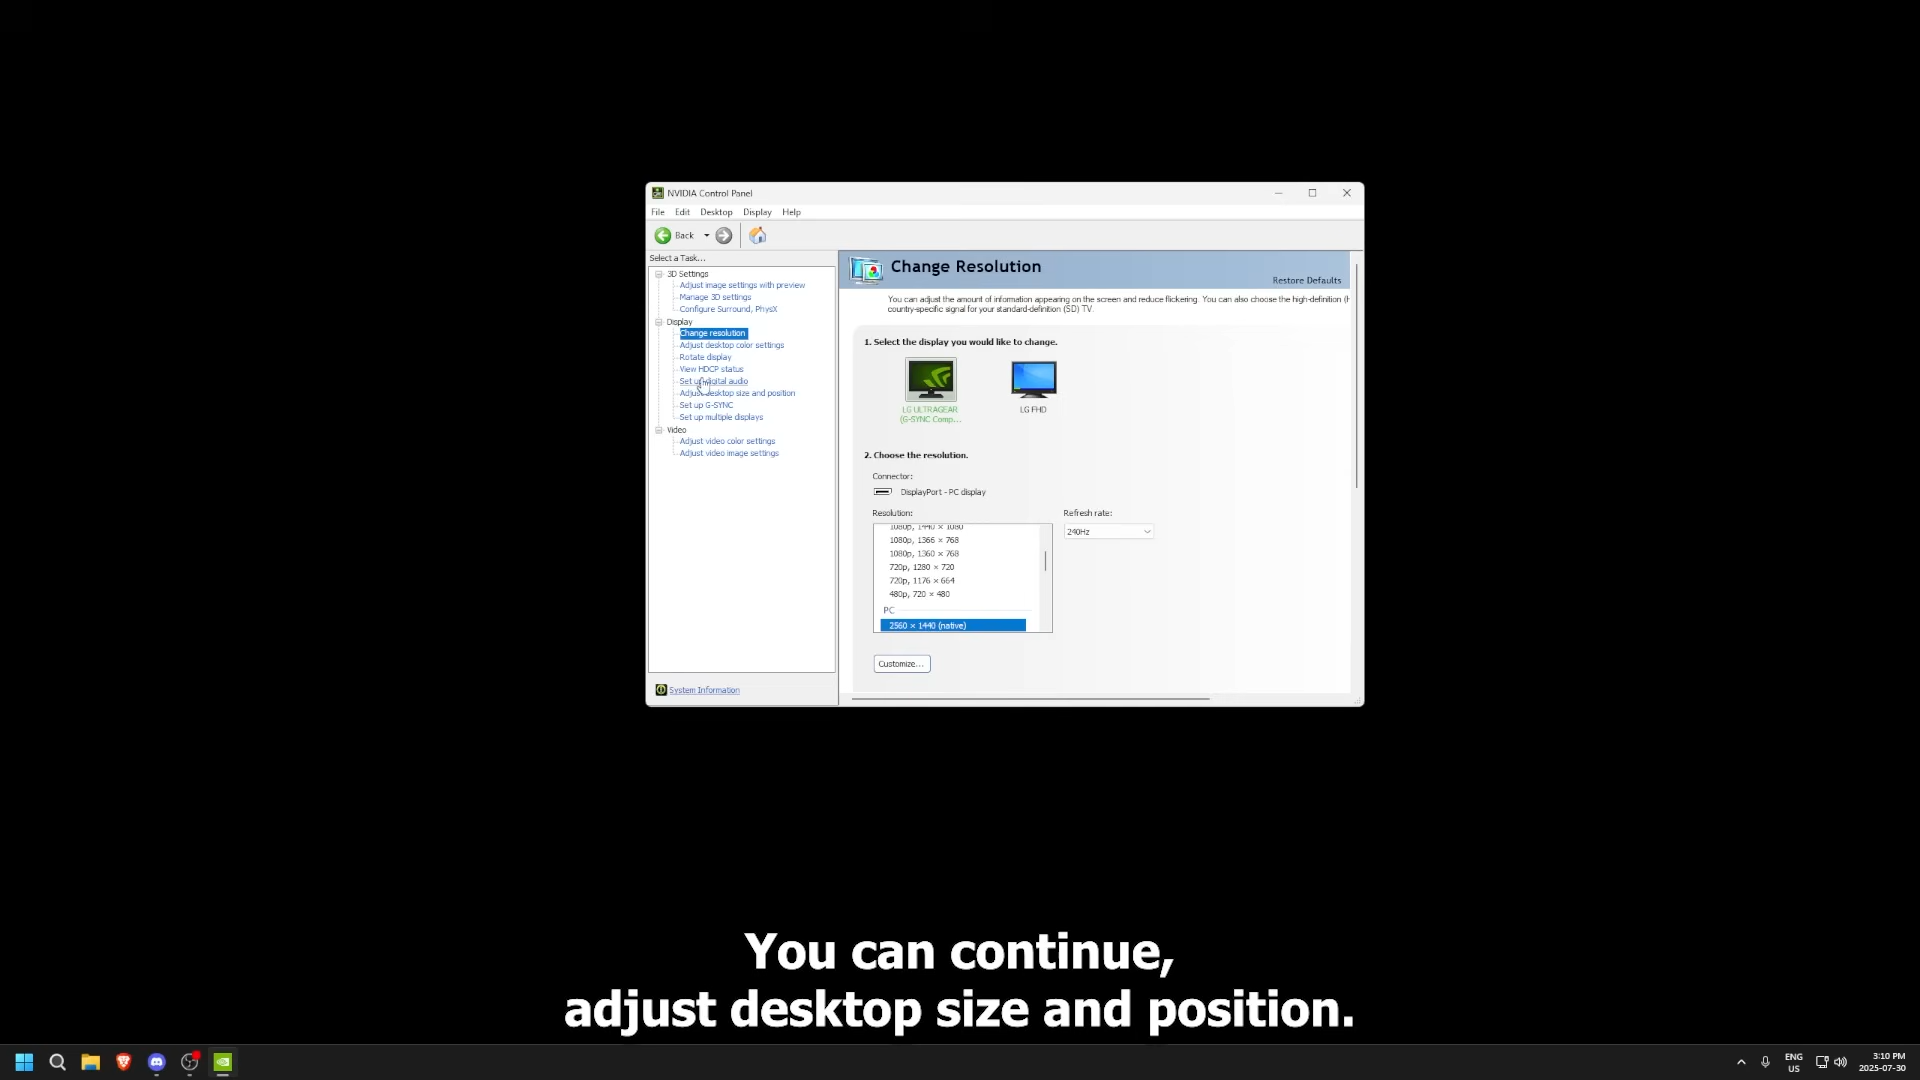 NVIDIA Control Panel
File Edit Desktop Display Help
Back
Select a Task...
3D Settings
Adjust image settings with preview
Manage 3D settings
Configure Surround, PhysX
Display
Change resolution
Adjust desktop color settings
Rotate display
View HDCP status
Set up digital audio
Adjust desktop size and position
Set up G-SYNC
Set up multiple displays
Video
Adjust video color settings
Adjust video image settings
System Information
Change Resolution
Restore Defaults
You can adjust the amount of information appearing on the screen and reduce flickering. You can also choose the high-definition (H
country-specific signal for your standard-definition (SD) TV.
1. Select the display you would like to change.
LG ULTRAGEAR
(G-SYNC Comp...
LG FHD
2. Choose the resolution.
Connector:
DisplayPort - PC display
Resolution:
Refresh rate:
240Hz
1080p, 1440 × 1080
1080p, 1366 × 768
1080p, 1360 × 768
720p, 1280 × 720
720p, 1176 × 664
480p, 720 × 480
PC
2560 × 1440 (native)
Customize...
You can continue,
adjust desktop size and position.
ENG
US
3:10 PM
2025-07-30